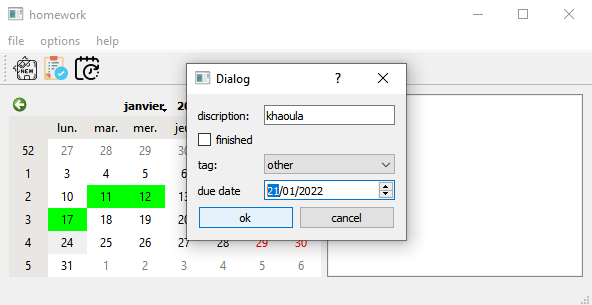 homework
file options help
NEW
Dialog ?
discription: khaoula
finished
tag: other
due date 21/01/2022
ok cancel
janvier, 20
lun. mar. mer. jeu
52 27 28 29 30
1 3 4 5 6
2 10 11 12 13
3 17 18 19 20
4 24 25 26 27 28 29 30
5 31 1 2 3 4 5 6